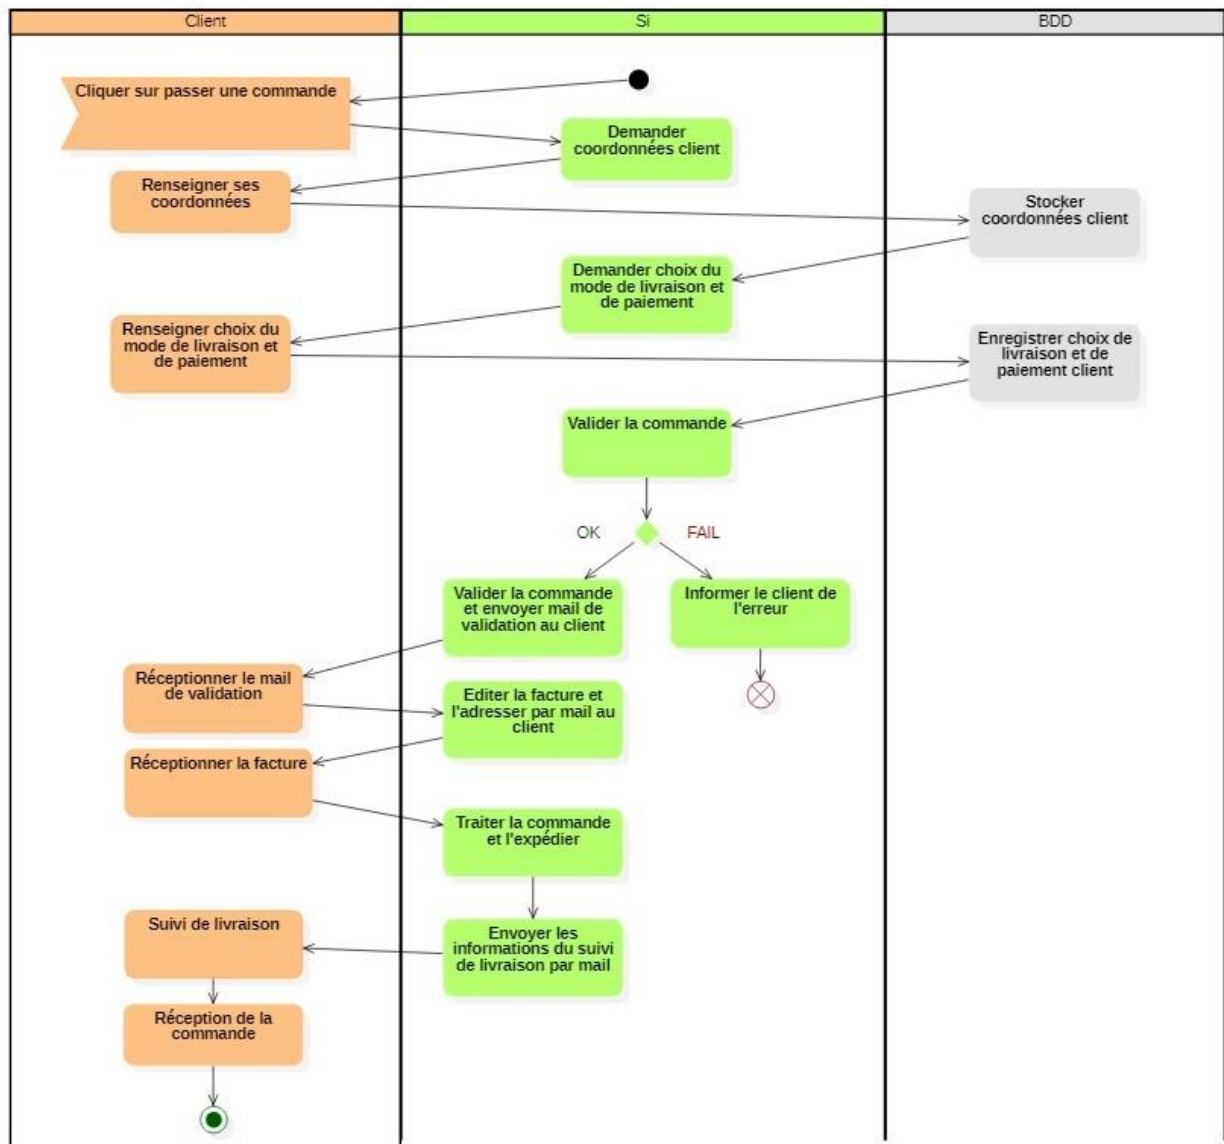 Client
Si
BDD
Cliquer sur passer une commande
Demander
coordonnées client
Renseigner ses
coordonnées
Stocker
coordonnées client
Demander choix du
mode de livraison et
de paiement
Renseigner choix du
mode de livraison et
de paiement
Enregistrer choix de
livraison et de
paiement client
Valider la commande
OK
FAIL
Valider la commande
et envoyer mail de
validation au client
Informer le client de
l'erreur
Réceptionner le mail
de validation
Editer la facture et
l'adresser par mail au
client
Réceptionner la facture
Traiter la commande
et l'expédier
Suivi de livraison
Envoyer les
informations du suivi
de livraison par mail
Réception de la
commande